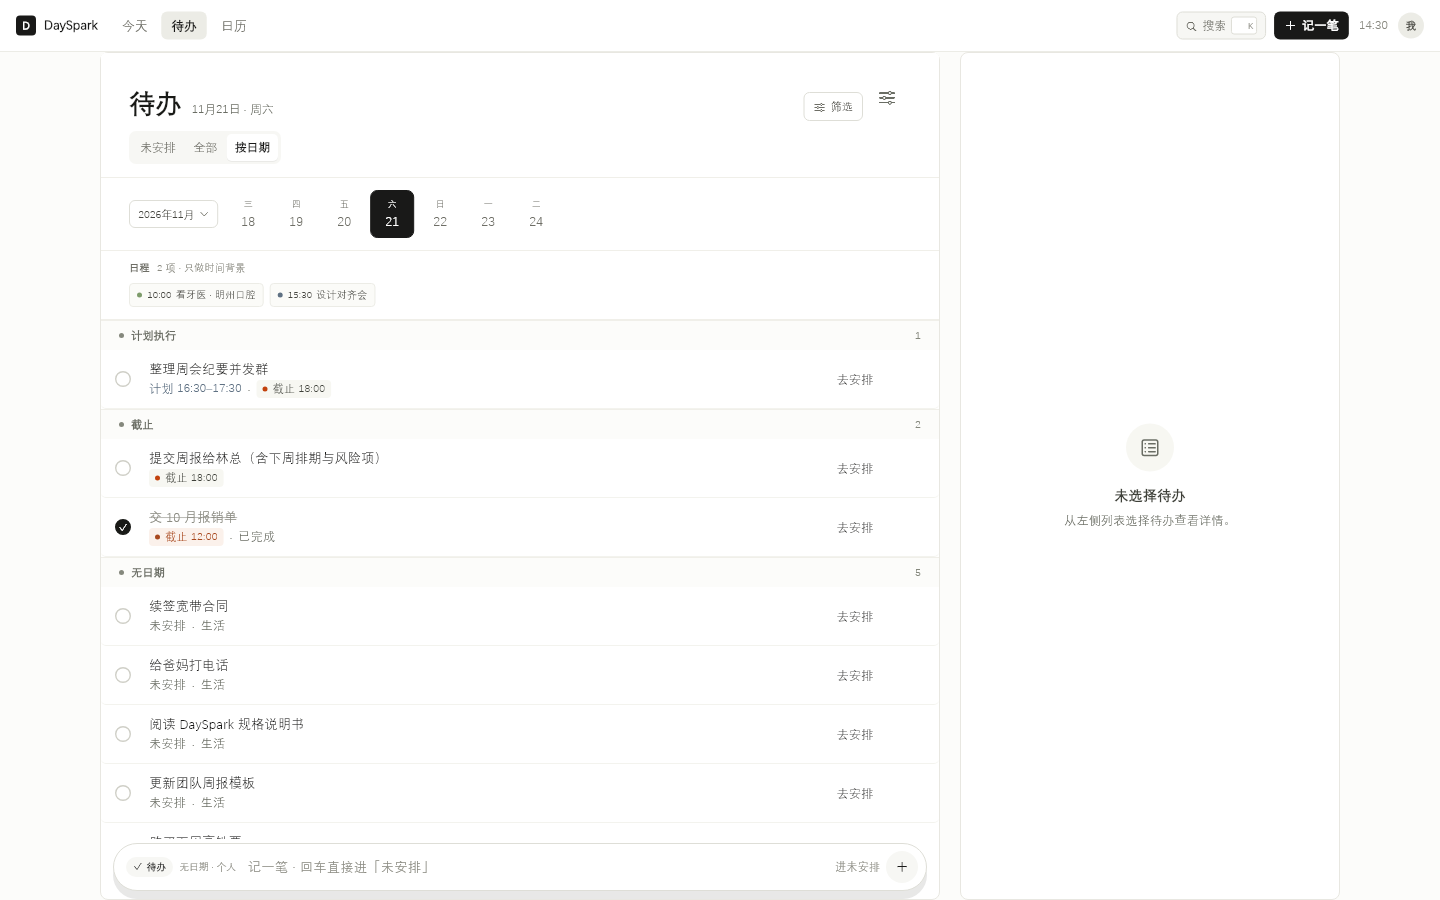 D DaySpark 今天 待办 日历 搜索 K + 记一笔 14:30 我
待办 11月21日 · 周六 筛选
未安排 全部 按日期
2026年11月 三 18 四 19 五 20 六 21 日 22 一 23 二 24
日程 2 项 · 只做时间背景
10:00 看牙医 · 明州口腔 15:30 设计对齐会
计划执行 1
整理周会纪要并发群
计划 16:30–17:30 · 截止 18:00 去安排
截止 2
提交周报给林总（含下周排期与风险项）
截止 18:00 去安排
交 10 月报销单
截止 12:00 · 已完成 去安排
无日期 5
续签宽带合同
未安排 · 生活 去安排
给爸妈打电话
未安排 · 生活 去安排
阅读 DaySpark 规格说明书
未安排 · 生活 去安排
更新团队周报模板
未安排 · 生活 去安排
待办 无日期 · 个人 记一笔 · 回车直接进「未安排」 进未安排 +
未选择待办
从左侧列表选择待办查看详情。